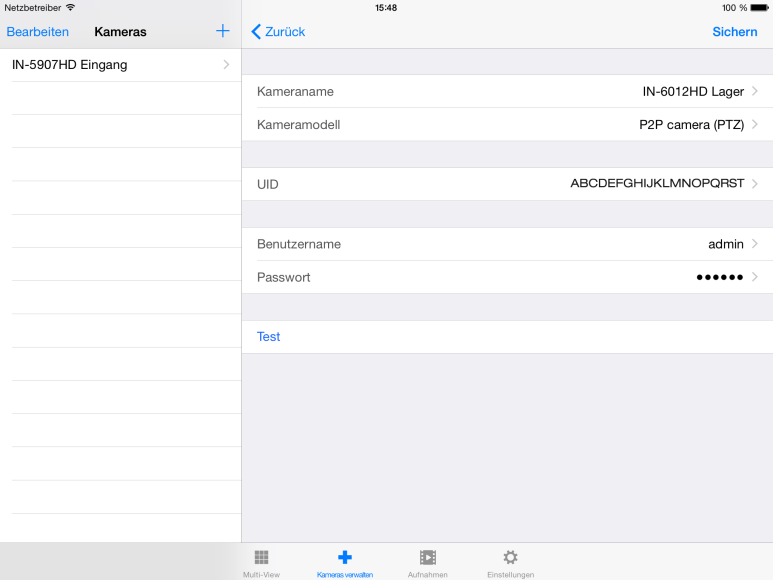 Netzbetreiber 15:48 100 %
Bearbeiten Kameras + Zurück Sichern
IN-5907HD Eingang
Kameraname IN-6012HD Lager
Kameramodell P2P camera (PTZ)
UID ABCDEFGHIJKLMNOPQRST
Benutzername admin
Passwort ●●●●●●
Test
Multi-View Kameras verwalten Aufnahmen Einstellungen